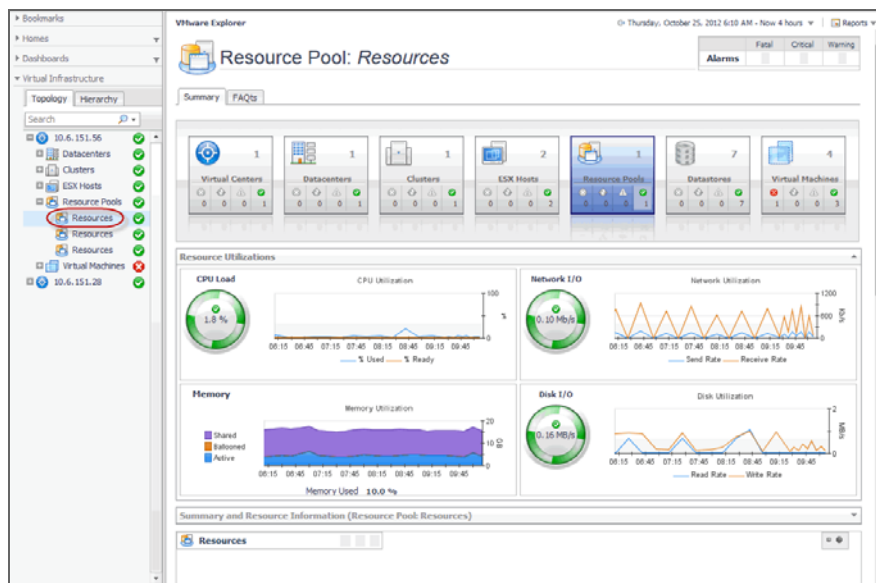 Bookmarks
Homes
Dashboards
Virtual Infrastructure
Topology Hierarchy
Search
10.6.151.56
Datacenters
Clusters
ESX Hosts
Resource Pools
Resources
Resources
Resources
Virtual Machines
10.6.151.28
VMware Explorer
Thursday, October 25, 2012 6:10 AM - Now 4 hours
Reports
Resource Pool: Resources
Fatal Critical Warning
Alarms
Summary FAQts
1 1 1 2 1 7 4
Virtual Centers Datacenters Clusters ESX Hosts Resource Pools Datastores Virtual Machines
0 0 0 1 0 0 0 1 0 0 0 1 0 0 0 2 0 0 0 1 0 0 0 7 1 0 0 3
Resource Utilizations
CPU Load
CPU Utilization
100
%
0
1.8 %
06:15 06:45 07:15 07:45 08:15 08:45 09:15 09:45
% Used % Ready
Network I/O
Network Utilization
1200
800
0
Kb/s
0.10 Mb/s
06:15 06:45 07:15 07:45 08:15 08:45 09:15 09:45
Send Rate Receive Rate
Memory
Memory Utilization
Shared
Ballooned
Active
20
10
0
GB
06:15 06:45 07:15 07:45 08:15 08:45 09:15 09:45
Memory Used 10.0 %
Disk I/O
Disk Utilization
2
0
MB/s
0.16 MB/s
06:15 06:45 07:15 07:45 08:15 08:45 09:15 09:45
Read Rate Write Rate
Summary and Resource Information (Resource Pool: Resources)
Resources